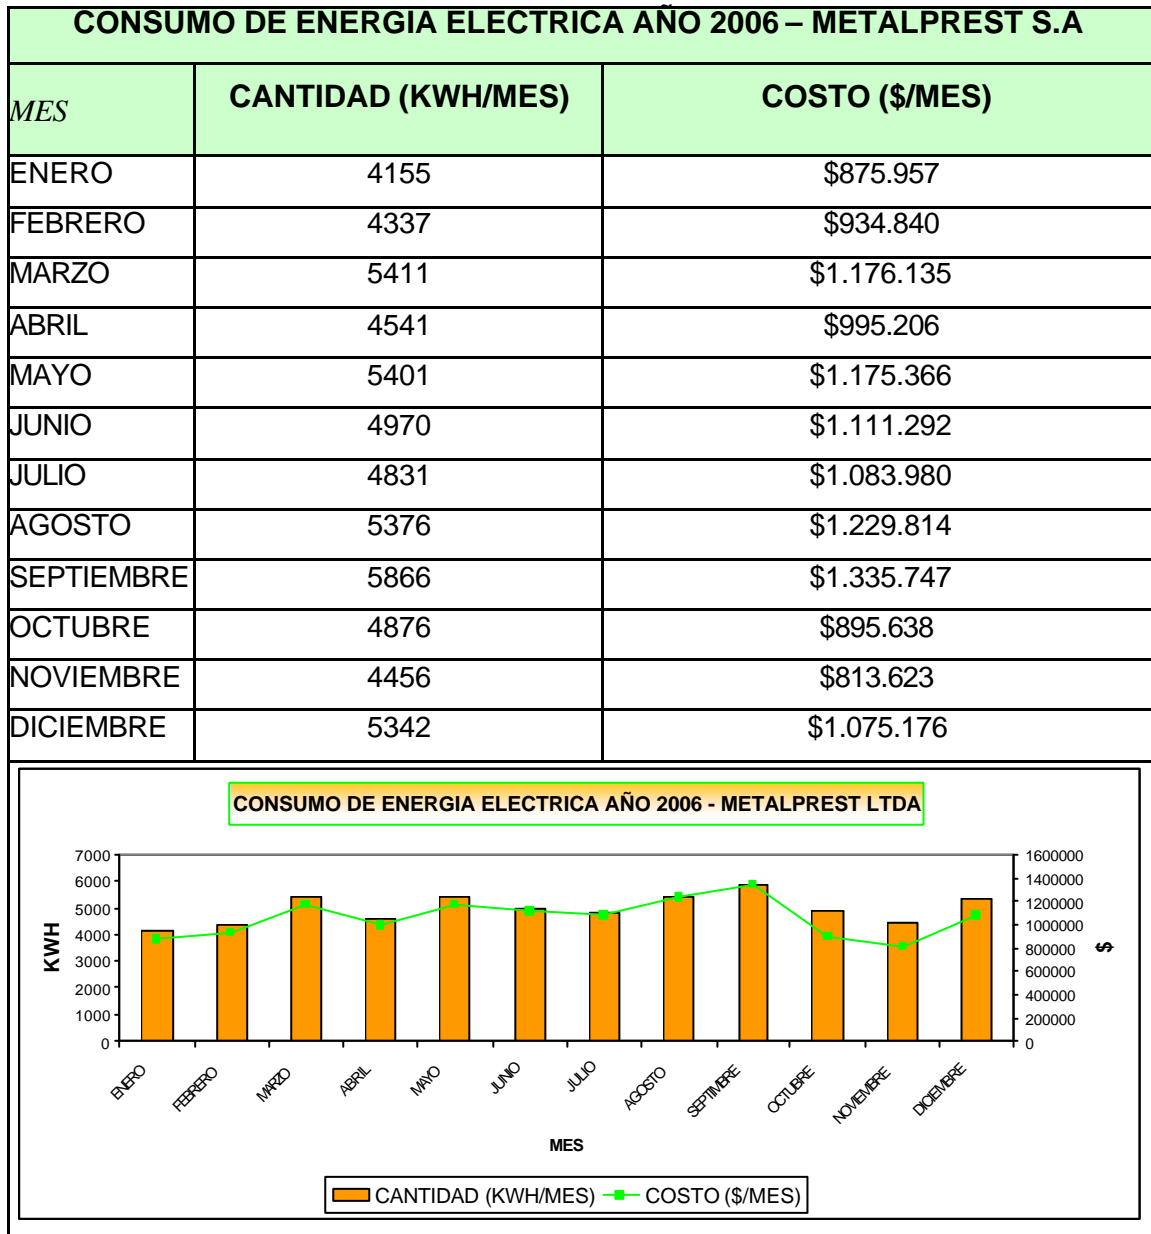 CONSUMO DE ENERGIA ELECTRICA AÑO 2006 – METALPREST S.A
MES CANTIDAD (KWH/MES) COSTO ($/MES)
ENERO 4155 $875.957
FEBRERO 4337 $934.840
MARZO 5411 $1.176.135
ABRIL 4541 $995.206
MAYO 5401 $1.175.366
JUNIO 4970 $1.111.292
JULIO 4831 $1.083.980
AGOSTO 5376 $1.229.814
SEPTIEMBRE 5866 $1.335.747
OCTUBRE 4876 $895.638
NOVIEMBRE 4456 $813.623
DICIEMBRE 5342 $1.075.176
CONSUMO DE ENERGIA ELECTRICA AÑO 2006 - METALPREST LTDA
KWH
7000
6000
5000
4000
3000
2000
1000
0
1600000
1400000
1200000
1000000
800000
600000
400000
200000
0
$
ENERO FEBRERO MARZO ABRIL MAYO JUNIO JULIO AGOSTO SEPTIMBRE OCTUBRE NOVIEMBRE DICIEMBRE
MES
CANTIDAD (KWH/MES) COSTO ($/MES)